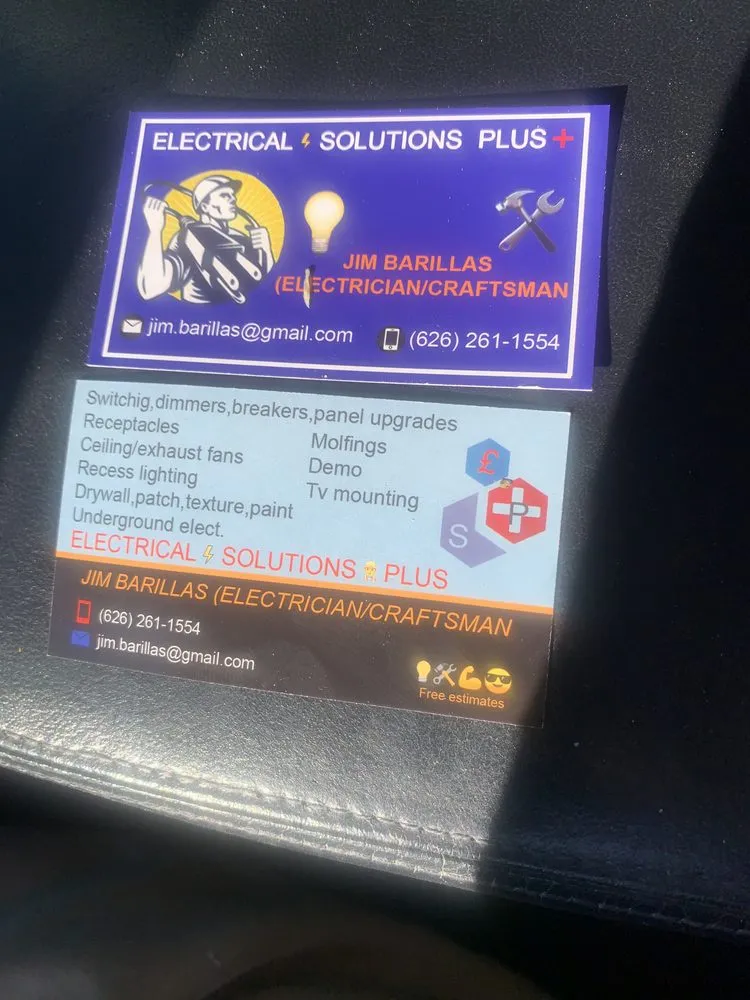 ELECTRICAL SOLUTIONS PLUS+
JIM BARILLAS
(ELECTRICIAN/CRAFTSMAN
jim.barillas@gmail.com (626) 261-1554
Switchig,dimmers,breakers,panel upgrades
Receptacles
Ceiling/exhaust fans
Recess lighting
Drywall,patch,texture,paint
Underground elect.
Molfings
Demo
Tv mounting
£
S
P
ELECTRICAL SOLUTIONS PLUS
JIM BARILLAS (ELECTRICIAN/CRAFTSMAN
(626) 261-1554
jim.barillas@gmail.com
Free estimates